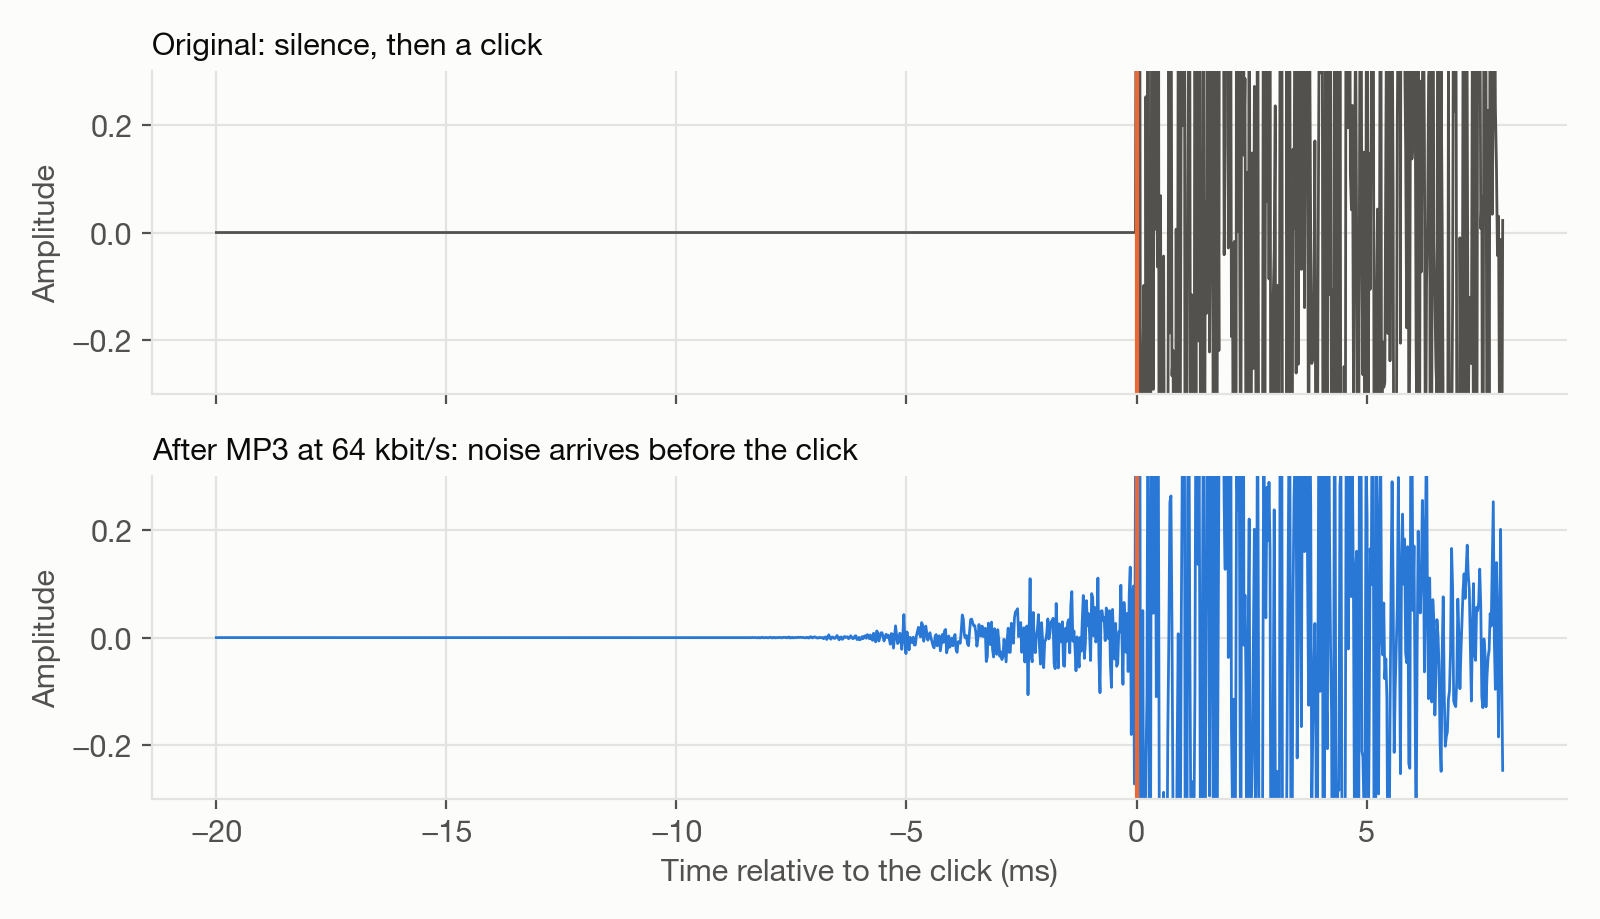 Original: silence, then a click
0.2
0.0
−0.2
Amplitude
After MP3 at 64 kbit/s: noise arrives before the click
0.2
0.0
−0.2
Amplitude
−20 −15 −10 −5 0 5
Time relative to the click (ms)